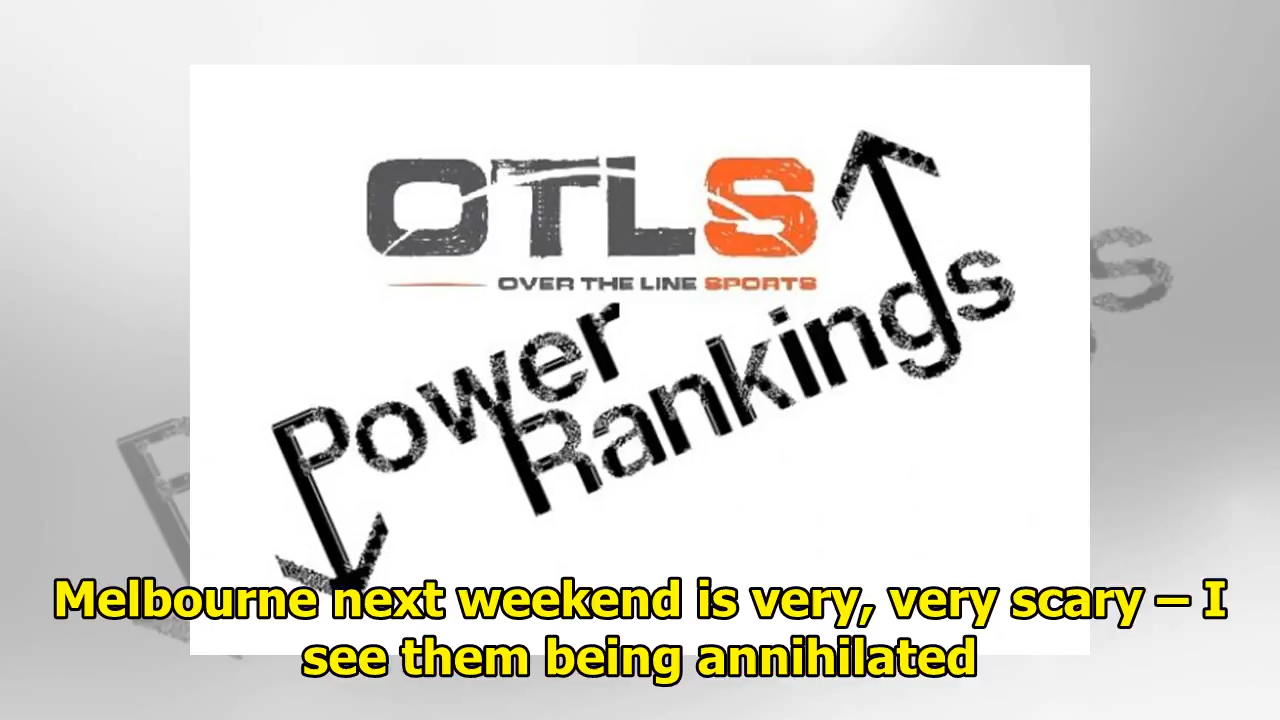 OTLS
OVER THE LINE SPORTS
Power
Rankings
Melbourne next weekend is very, very scary – I
see them being annihilated